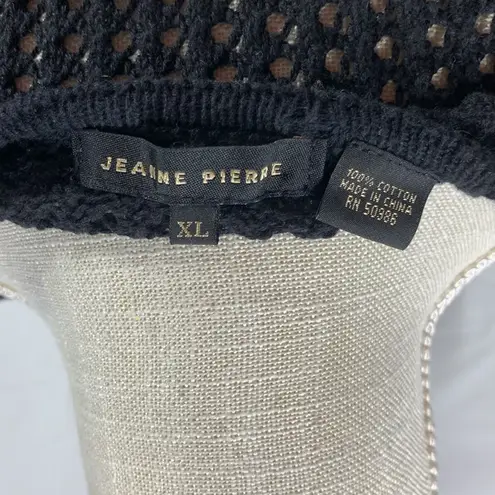 JEANNE PIERRE
XL
100% COTTON
MADE IN CHINA
RN 50986